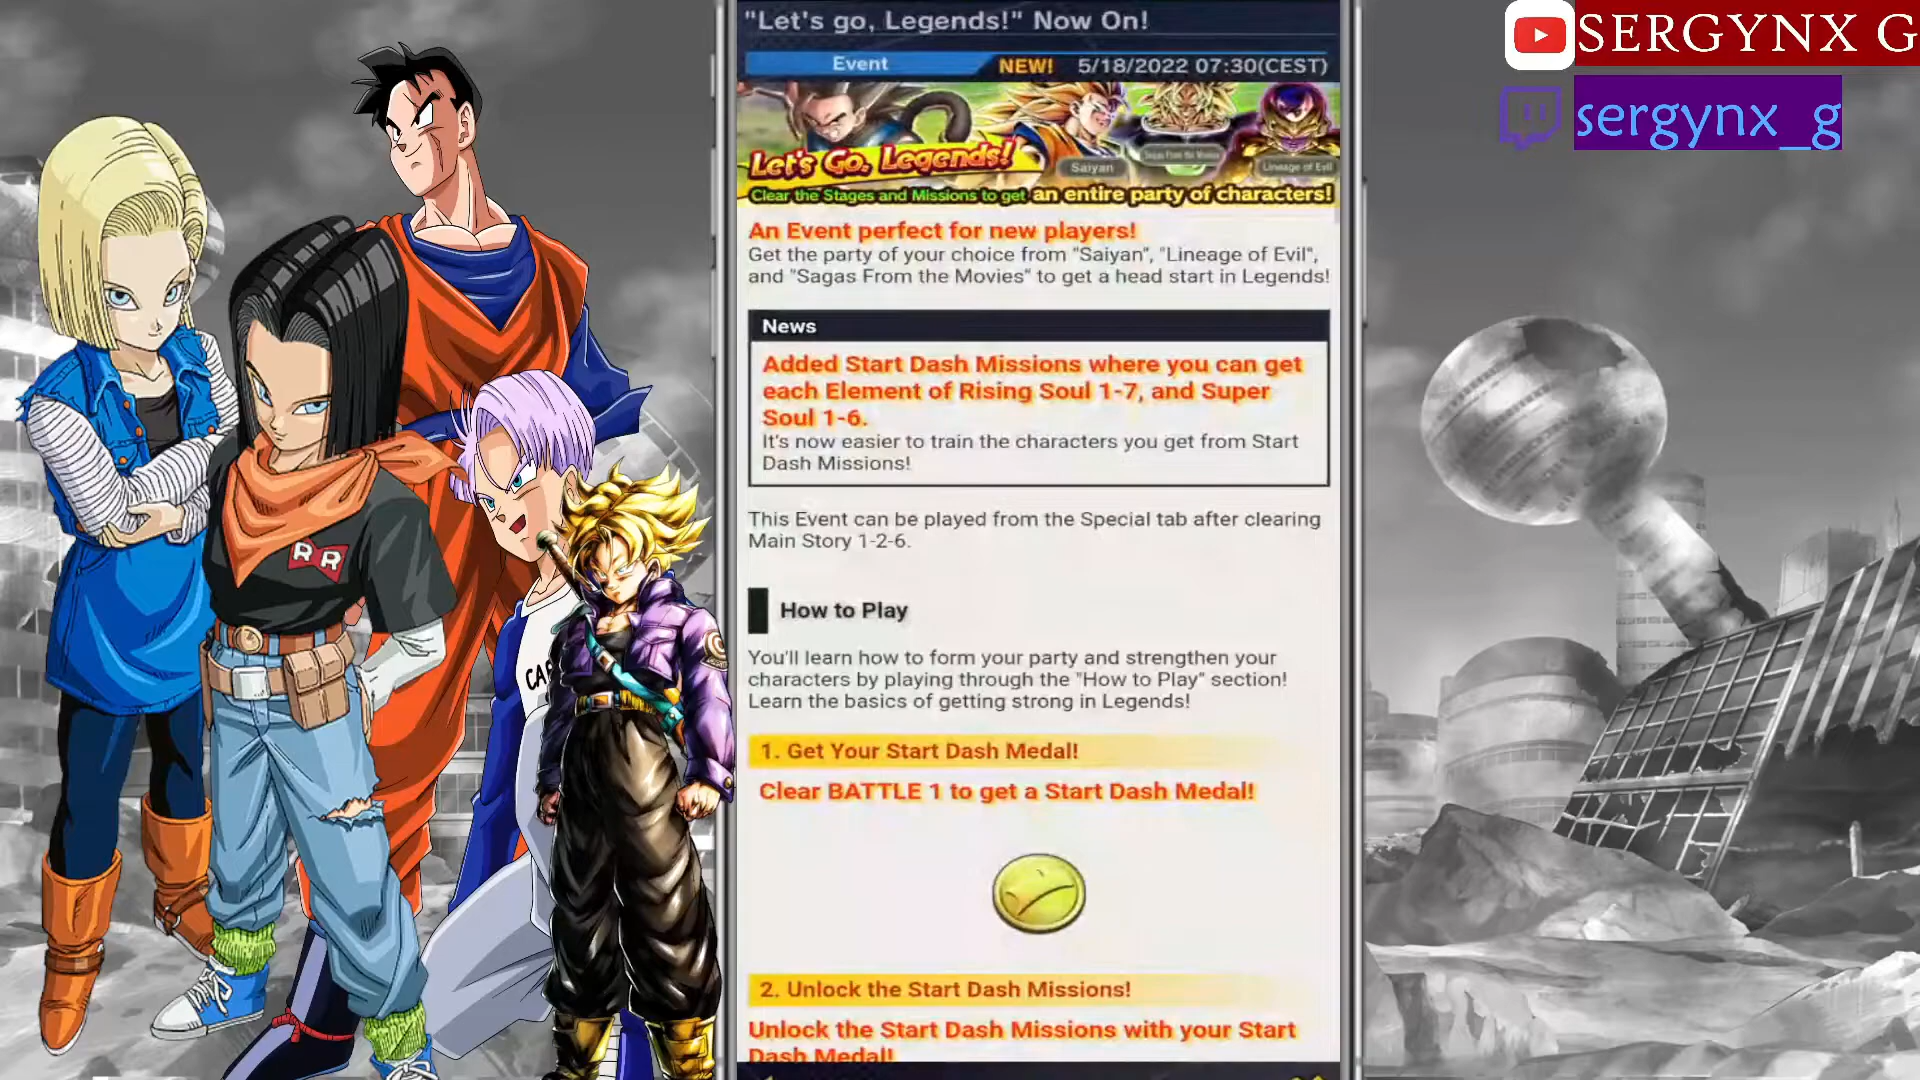 "Let's go, Legends!" Now On!
Event NEW! 5/18/2022 07:30(CEST)
Let's Go, Legends!
Saiyan
Sagas From the Movies
Lineage of Evil
Clear the Stages and Missions to get an entire party of characters!
An Event perfect for new players!
Get the party of your choice from "Saiyan", "Lineage of Evil",
and "Sagas From the Movies" to get a head start in Legends!
News
Added Start Dash Missions where you can get
each Element of Rising Soul 1-7, and Super
Soul 1-6.
It's now easier to train the characters you get from Start
Dash Missions!
This Event can be played from the Special tab after clearing
Main Story 1-2-6.
How to Play
You'll learn how to form your party and strengthen your
characters by playing through the "How to Play" section!
Learn the basics of getting strong in Legends!
1. Get Your Start Dash Medal!
Clear BATTLE 1 to get a Start Dash Medal!
2. Unlock the Start Dash Missions!
Unlock the Start Dash Missions with your Start
Dash Medal!
SERGYNX G
sergynx_g
RR
CAP